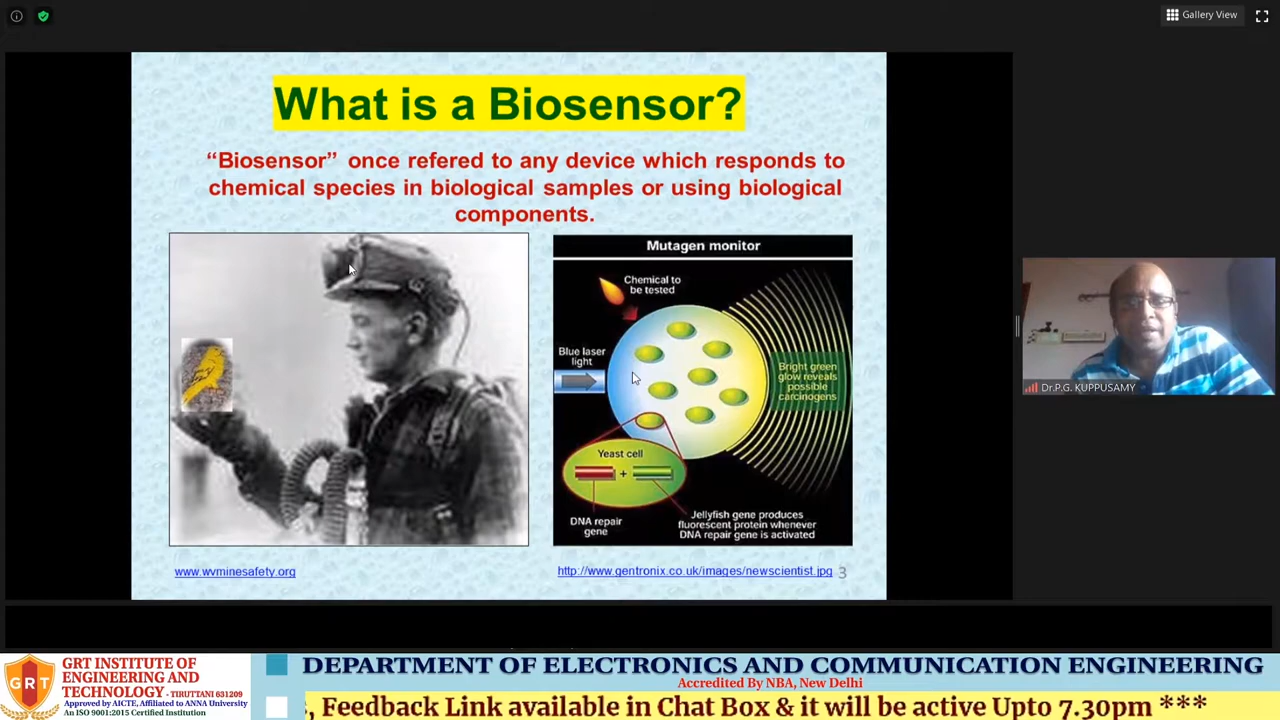 Gallery View
What is a Biosensor?
“Biosensor” once refered to any device which responds to
chemical species in biological samples or using biological
components.
Mutagen monitor
Chemical to
be tested
Blue laser
light
Bright green
glow reveals
possible
carcinogens
Yeast cell
+
DNA repair
gene
Jellyfish gene produces
fluorescent protein whenever
DNA repair gene is activated
www.wvminesafety.org
http://www.gentronix.co.uk/images/newscientist.jpg
3
Dr.P.G. KUPPUSAMY
GRT
GRT INSTITUTE OF
ENGINEERING AND
TECHNOLOGY - TIRUTTANI 631209
Approved by AICTE, Affiliated to ANNA University
An ISO 9001:2015 Certified Institution
DEPARTMENT OF ELECTRONICS AND COMMUNICATION ENGINEERING
Accredited By NBA, New Delhi
, Feedback Link available in Chat Box & it will be active Upto 7.30pm ***